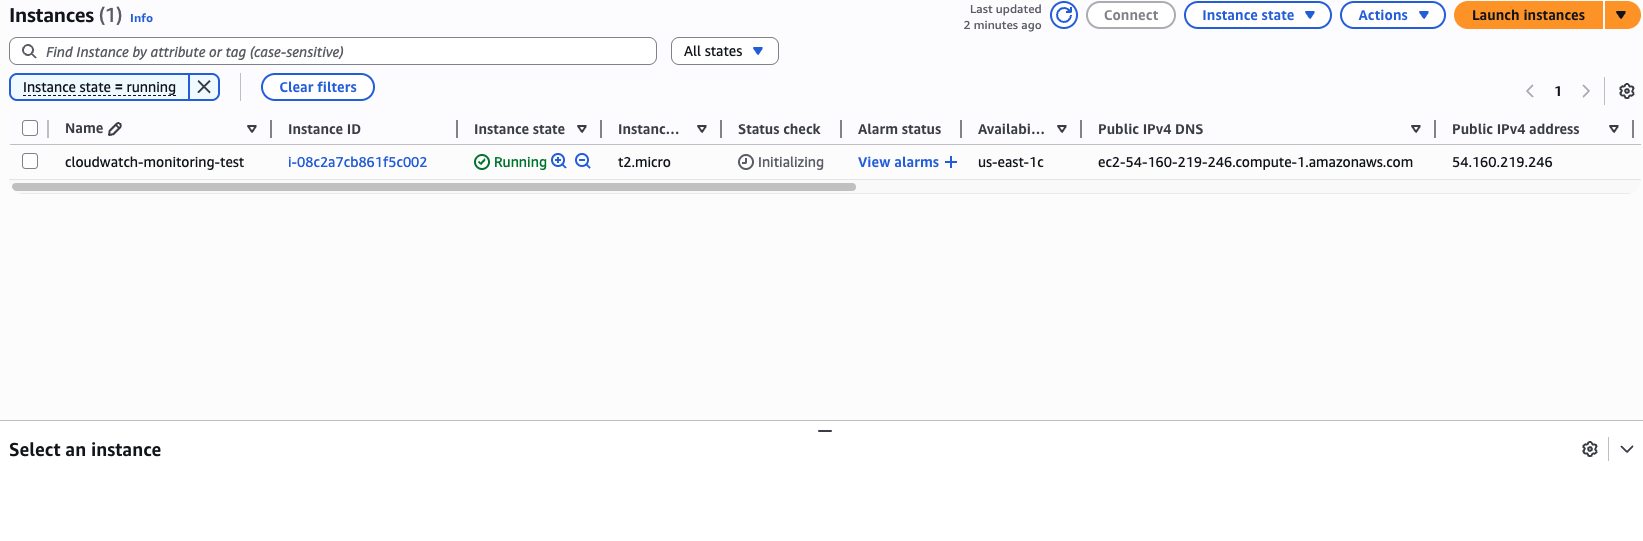 Instances (1) Info
Last updated
2 minutes ago
Connect
Instance state
Actions
Launch instances
Find Instance by attribute or tag (case-sensitive)
All states
Instance state = running
Clear filters
1
Name Instance ID Instance state Instanc... Status check Alarm status Availabi... Public IPv4 DNS Public IPv4 address
cloudwatch-monitoring-test i-08c2a7cb861f5c002 Running t2.micro Initializing View alarms + us-east-1c ec2-54-160-219-246.compute-1.amazonaws.com 54.160.219.246
Select an instance